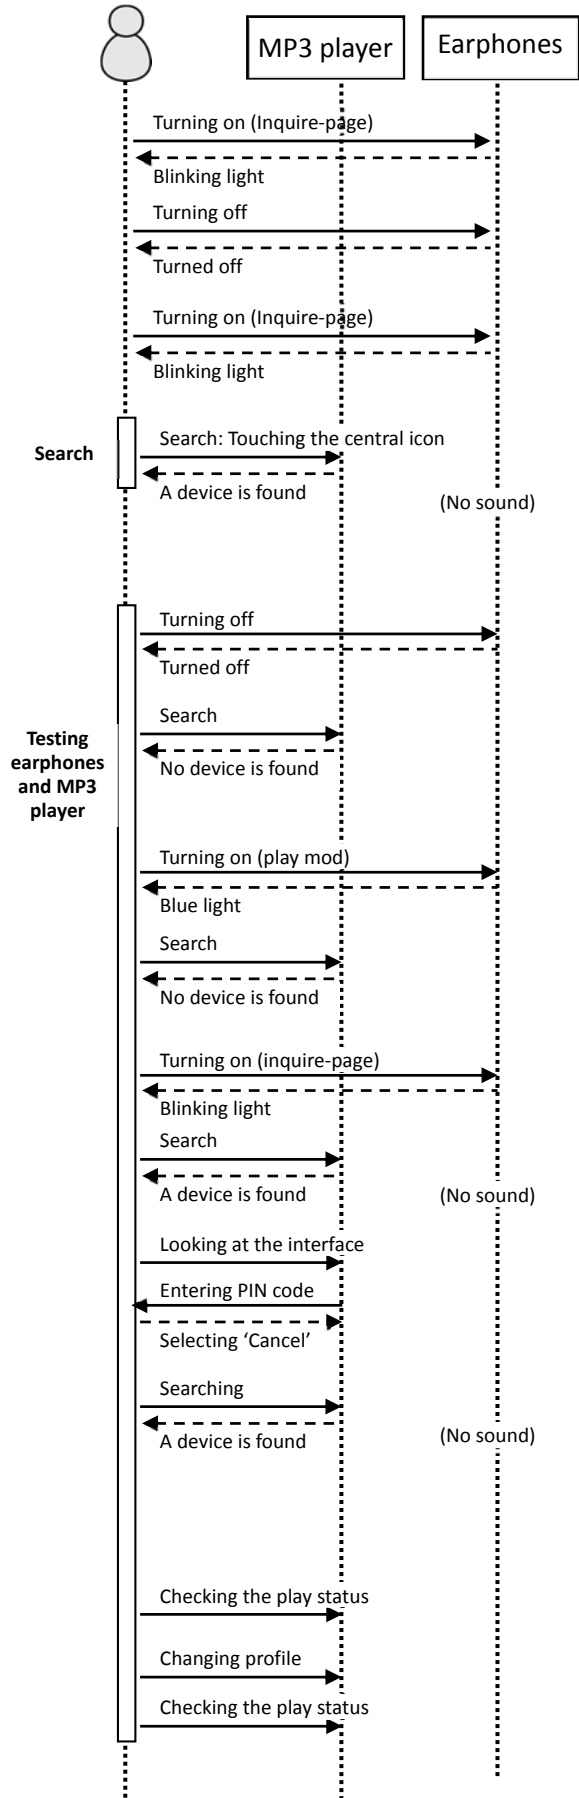 MP3 player
Earphones
Turning on (Inquire-page)
Blinking light
Turning off
Turned off
Turning on (Inquire-page)
Blinking light
Search
Search: Touching the central icon
A device is found
(No sound)
Turning off
Turned off
Testing
earphones
and MP3
player
Search
No device is found
Turning on (play mod)
Blue light
Search
No device is found
Turning on (inquire-page)
Blinking light
Search
A device is found
(No sound)
Looking at the interface
Entering PIN code
Selecting ‘Cancel’
Searching
A device is found
(No sound)
Checking the play status
Changing profile
Checking the play status